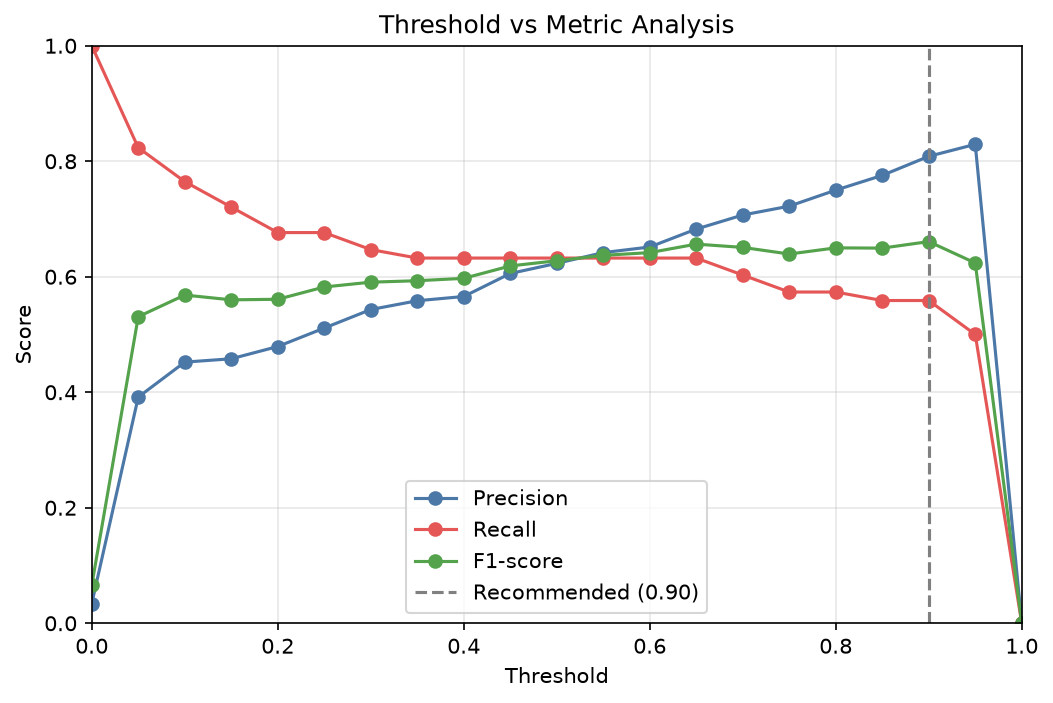 Threshold vs Metric Analysis
1.0
0.8
0.6
0.4
0.2
0.0
Score
Precision
Recall
F1-score
Recommended (0.90)
0.0 0.2 0.4 0.6 0.8 1.0
Threshold